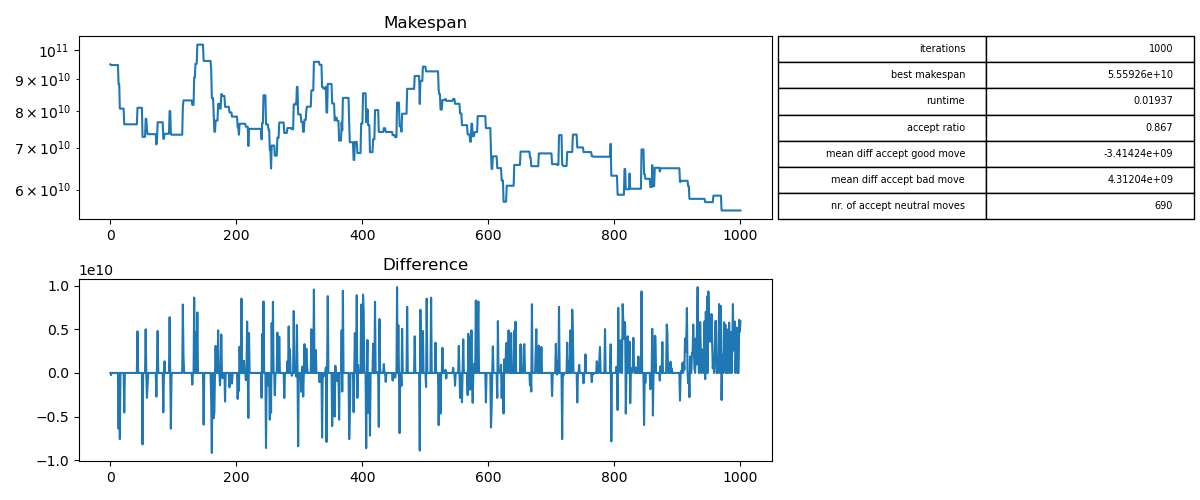 Makespan
10¹¹
9 × 10¹⁰
8 × 10¹⁰
7 × 10¹⁰
6 × 10¹⁰
0 200 400 600 800 1000
iterations 1000
best makespan 5.55926e+10
runtime 0.01937
accept ratio 0.867
mean diff accept good move -3.41424e+09
mean diff accept bad move 4.31204e+09
nr. of accept neutral moves 690
Difference
1e10
1.0
0.5
0.0
−0.5
−1.0
0 200 400 600 800 1000